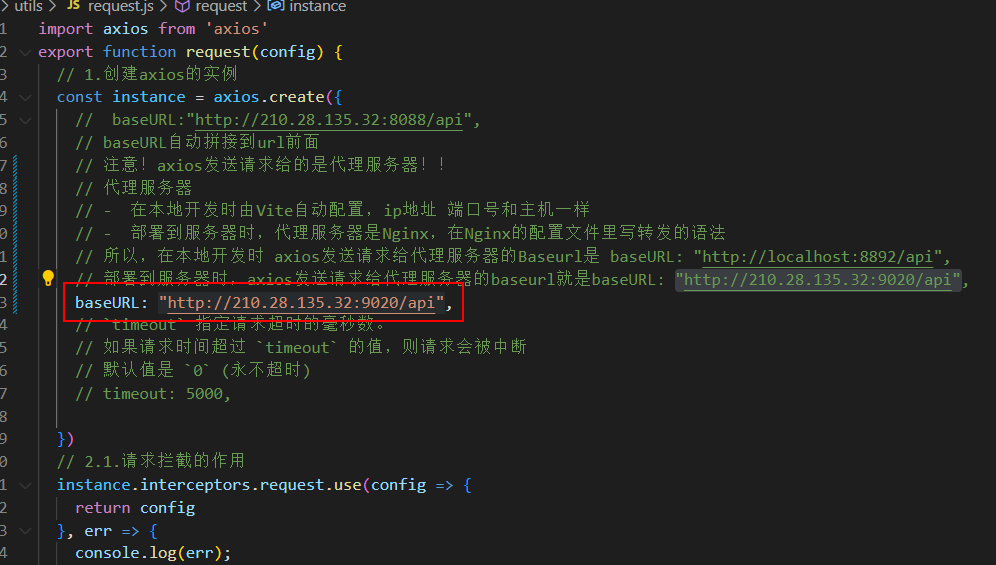 utils > JS request.js > request > instance
1 import axios from 'axios'
2 export function request(config) {
3 // 1.创建axios的实例
4 const instance = axios.create({
5 //  baseURL:"http://210.28.135.32:8088/api",
6 // baseURL自动拼接到url前面
7 // 注意！axios发送请求给的是代理服务器！！
8 // 代理服务器
9 // -  在本地开发时由Vite自动配置，ip地址 端口号和主机一样
0 // -  部署到服务器时，代理服务器是Nginx，在Nginx的配置文件里写转发的语法
1 // 所以，在本地开发时 axios发送请求给代理服务器的Baseurl是 baseURL: "http://localhost:8892/api",
2 // 部署到服务器时，axios发送请求给代理服务器的baseurl就是baseURL: "http://210.28.135.32:9020/api",
3 baseURL: "http://210.28.135.32:9020/api",
4 // `timeout` 指定请求超时的毫秒数。
5 // 如果请求时间超过 `timeout` 的值，则请求会被中断
6 // 默认值是 `0` (永不超时)
7 // timeout: 5000,
8
9 })
0 // 2.1.请求拦截的作用
1 instance.interceptors.request.use(config => {
2 return config
3 }, err => {
4 console.log(err);